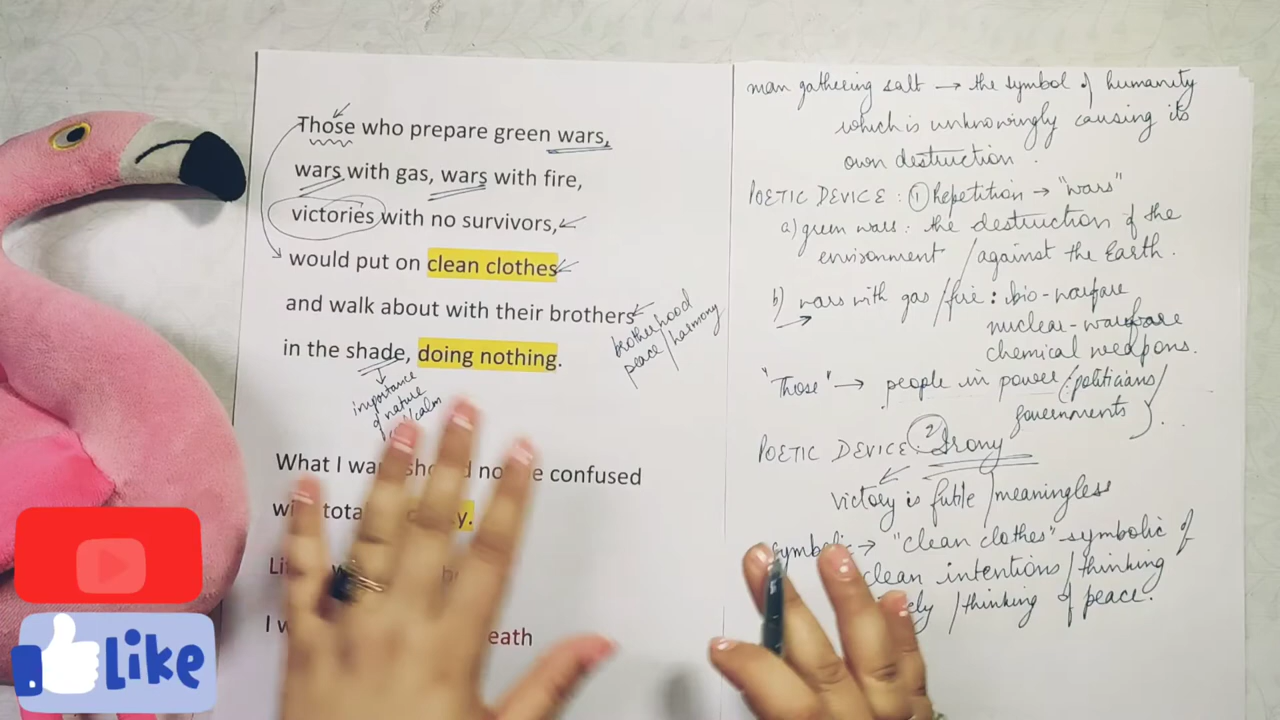 Those who prepare green wars,
wars with gas, wars with fire,
victories with no survivors,
would put on clean clothes
and walk about with their brothers
in the shade, doing nothing.
brotherhood
peace/harmony
importance
of nature
/calm
What I should no e confused
tota y.
eath
man gathering salt → the symbol of humanity
which is unknowingly causing its
own destruction.
POETIC DEVICE: ① Repetition → "wars"
a) green wars: the destruction of the
environment / against the Earth.
b) wars with gas/fire: bio-warfare
nuclear-warfare
chemical weapons.
"Those" → people in power (politicians/
governments)...
POETIC DEVICE: ② Irony
victory is futile/meaningless
symbolic → "clean clothes" symbolic of
clean intentions/thinking
ely / thinking of peace.
Like